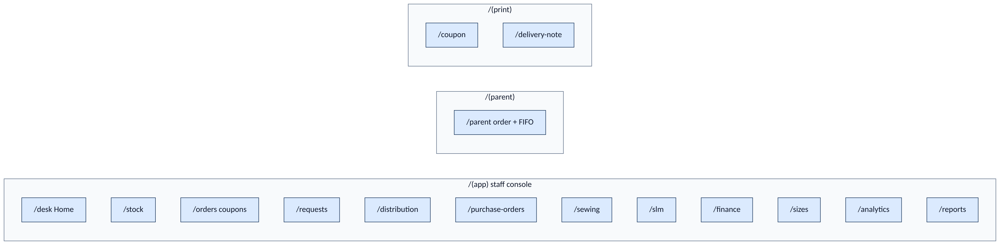 /(print)
/coupon
/delivery-note
/(parent)
/parent order + FIFO
/(app) staff console
/desk Home
/stock
/orders coupons
/requests
/distribution
/purchase-orders
/sewing
/slm
/finance
/sizes
/analytics
/reports